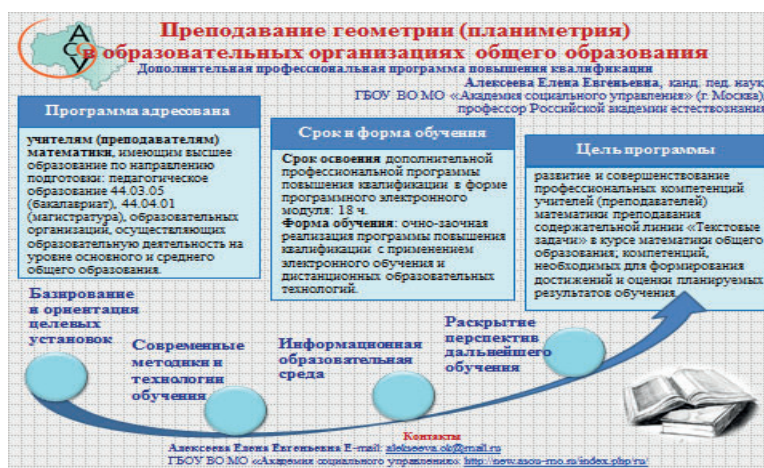 АСОУ
Преподавание геометрии (планиметрия)
в образовательных организациях общего образования
Дополнительная профессиональная программа повышения квалификации
Алексеева Елена Евгеньевна, канд. пед. наук,
ГБОУ ВО МО «Академия социального управления» (г. Москва),
профессор Российской академии естествознания
Программа адресована
учителям (преподавателям)
математики, имеющим высшее
образование по направлению
подготовки: педагогическое
образование 44.03.05
(бакалавриат), 44.04.01
(магистратура), образовательных
организаций, осуществляющих
образовательную деятельность на
уровне основного и среднего
общего образования.
Срок и форма обучения
Срок освоения дополнительной
профессиональной программы
повышения квалификации в форме
программного электронного
модуля: 18 ч.
Форма обучения: очно-заочная
реализация программы повышения
квалификации с применением
электронного обучения и
дистанционных образовательных
технологий.
Цель программы
развитие и совершенствование
профессиональных компетенций
учителей (преподавателей)
математики преподавания
содержательной линии «Текстовые
задачи» в курсе математики общего
образования; компетенций,
необходимых для формирования
достижений и оценки планируемых
результатов обучения.
Базирование
и ориентация
целевых
установок
Современные
методики и
технологии
обучения
Информационная
образовательная
среда
Раскрытие
перспектив
дальнейшего
обучения
Контакты
Алексеева Елена Евгеньевна E-mail: alekseeva.ok@mail.ru
ГБОУ ВО МО «Академия социального управления» http://new.asou-mo.ru/index.php/ru/